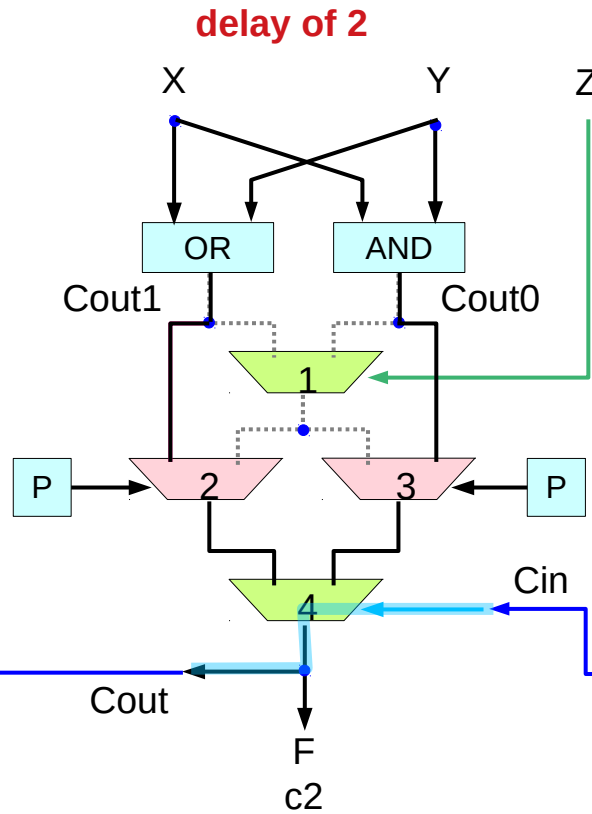 delay of 2
X Y Z
OR AND
Cout1 Cout0
1
P 2 3 P
Cin
4
Cout
F
c2